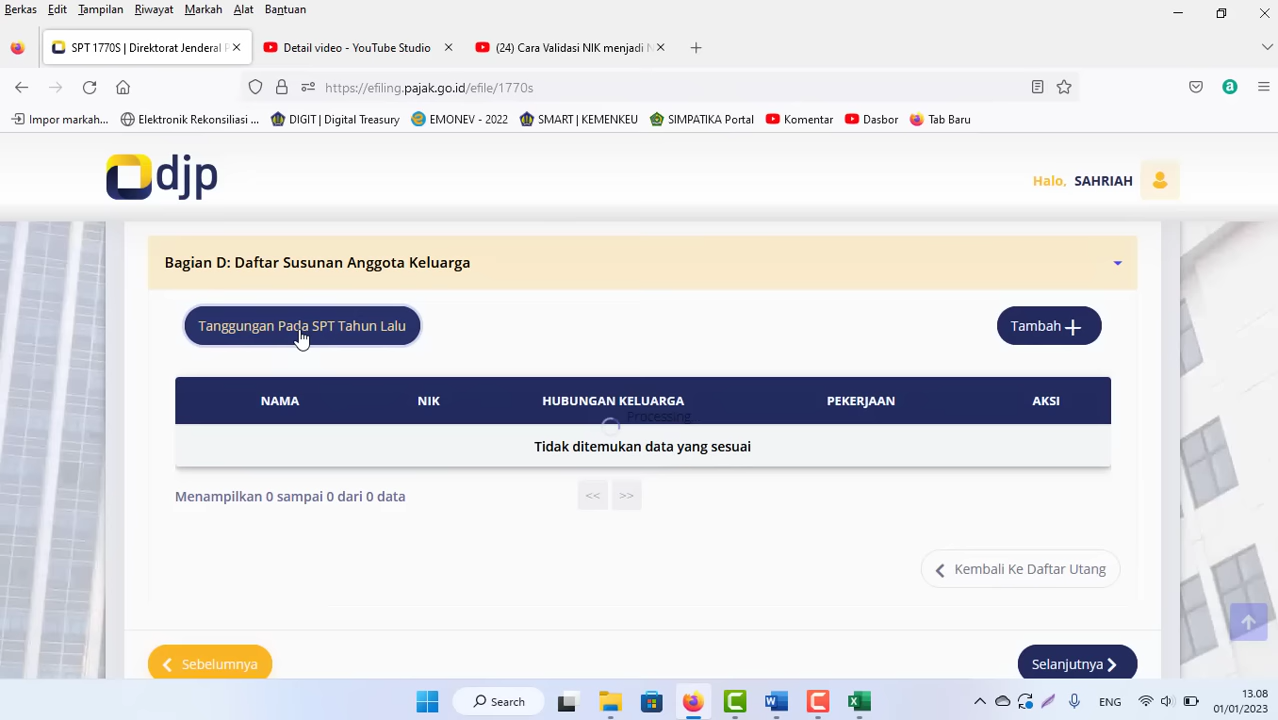 Berkas Edit Tampilan Riwayat Markah Alat Bantuan
SPT 1770S | Direktorat Jenderal P
Detail video - YouTube Studio
(24) Cara Validasi NIK menjadi N
https://efiling.pajak.go.id/efile/1770s
Impor markah...
Elektronik Rekonsiliasi ...
DIGIT | Digital Treasury
EMONEV - 2022
SMART | KEMENKEU
SIMPATIKA Portal
Komentar
Dasbor
Tab Baru
djp
Halo, SAHRIAH
Bagian D: Daftar Susunan Anggota Keluarga
Tanggungan Pada SPT Tahun Lalu
Tambah +
NAMA NIK HUBUNGAN KELUARGA PEKERJAAN AKSI
Processing
Tidak ditemukan data yang sesuai
Menampilkan 0 sampai 0 dari 0 data
<< >>
Kembali Ke Daftar Utang
Sebelumnya
Selanjutnya
Search
ENG
13.08
01/01/2023